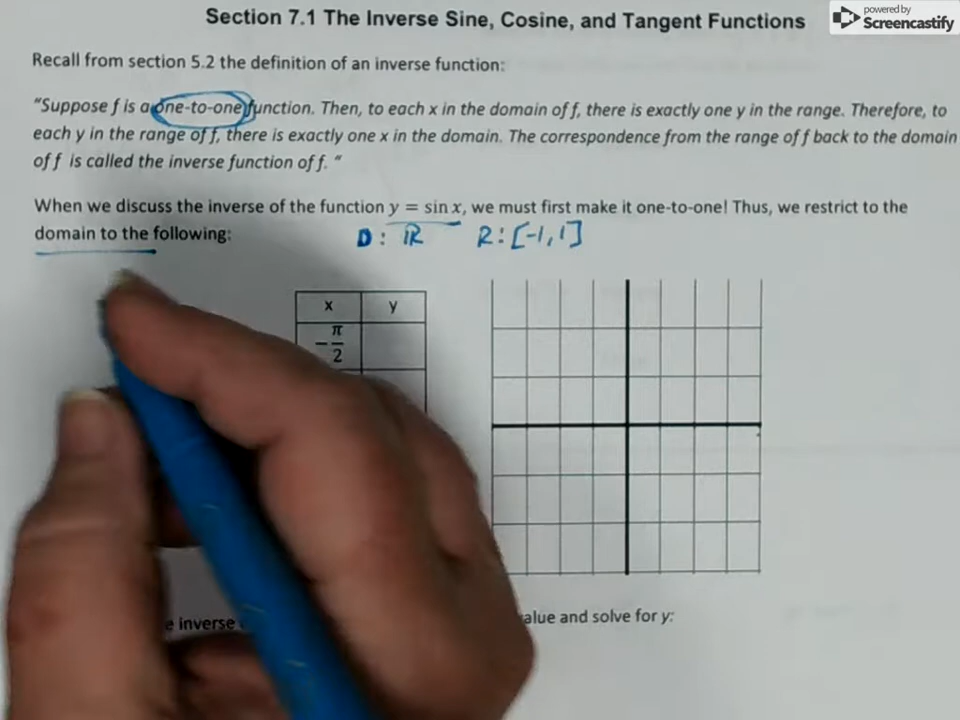 Section 7.1 The Inverse Sine, Cosine, and Tangent Functions
powered by
Screencastify
Recall from section 5.2 the definition of an inverse function:
"Suppose f is a one-to-one function. Then, to each x in the domain of f, there is exactly one y in the range. Therefore, to
each y in the range of f, there is exactly one x in the domain. The correspondence from the range of f back to the domain
of f is called the inverse function of f. "
When we discuss the inverse of the function y = sin x, we must first make it one-to-one! Thus, we restrict to the
domain to the following:
D: ℝ R: [-1, 1]
x y
-π/2
e inverse
alue and solve for y: